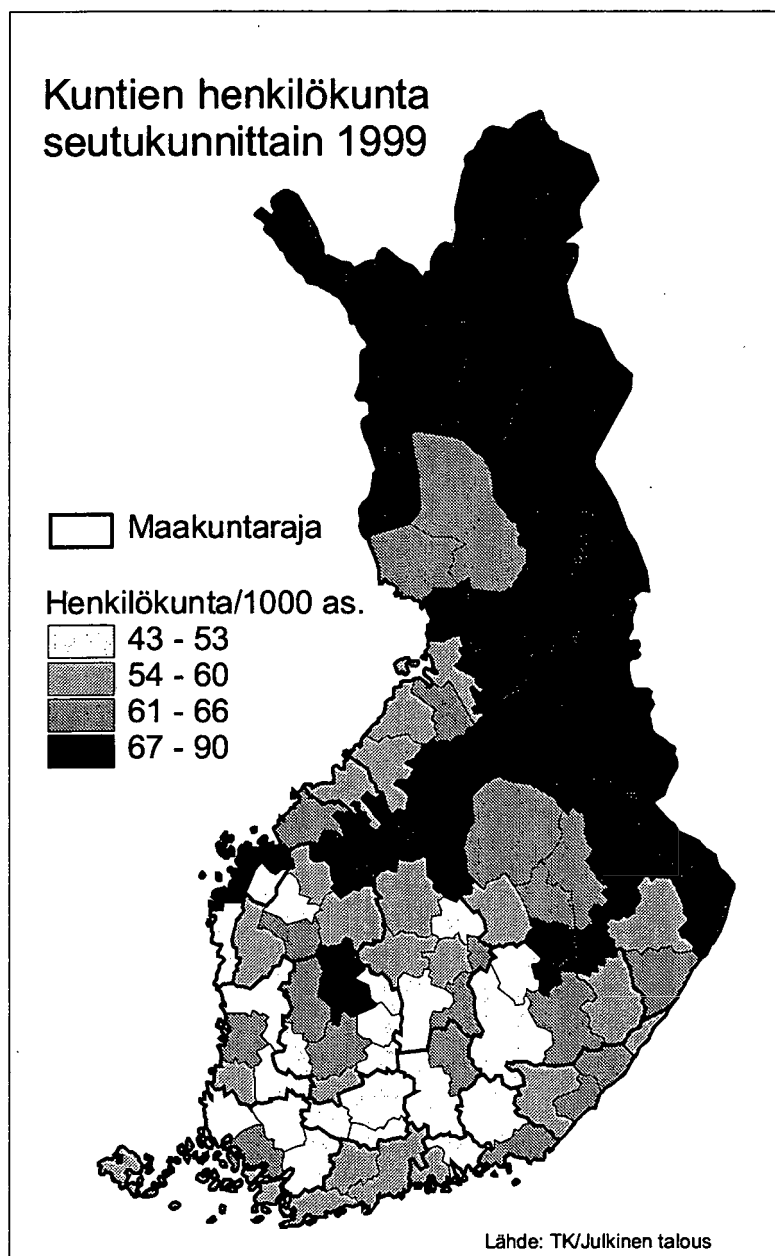 Kuntien henkilökunta
seutukunnittain 1999
Maakuntaraja
Henkilökunta/1000 as.
43 - 53
54 - 60
61 - 66
67 - 90
Lähde: TK/Julkinen talous